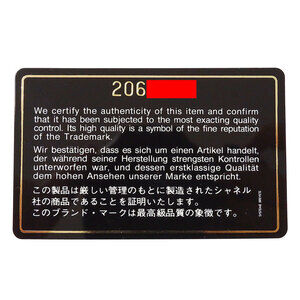 206
We certify the authenticity of this item and confirm
that it has been subjected to the most exacting quality
control. Its high quality is a symbol of the fine reputation
of the Trademark.
Wir bestätigen, dass es sich um einen Artikel handelt,
der während seiner Herstellung strengsten Kontrollen
unterworfen war, und dessen erstklassige Qualität
dem hohen Ansehen unserer Marke entspricht.
この製品は厳しい管理のもとに製造されたシャネル
社の商品であることを証明いたします。
このブランド・マークは最高級品質の象徴です。